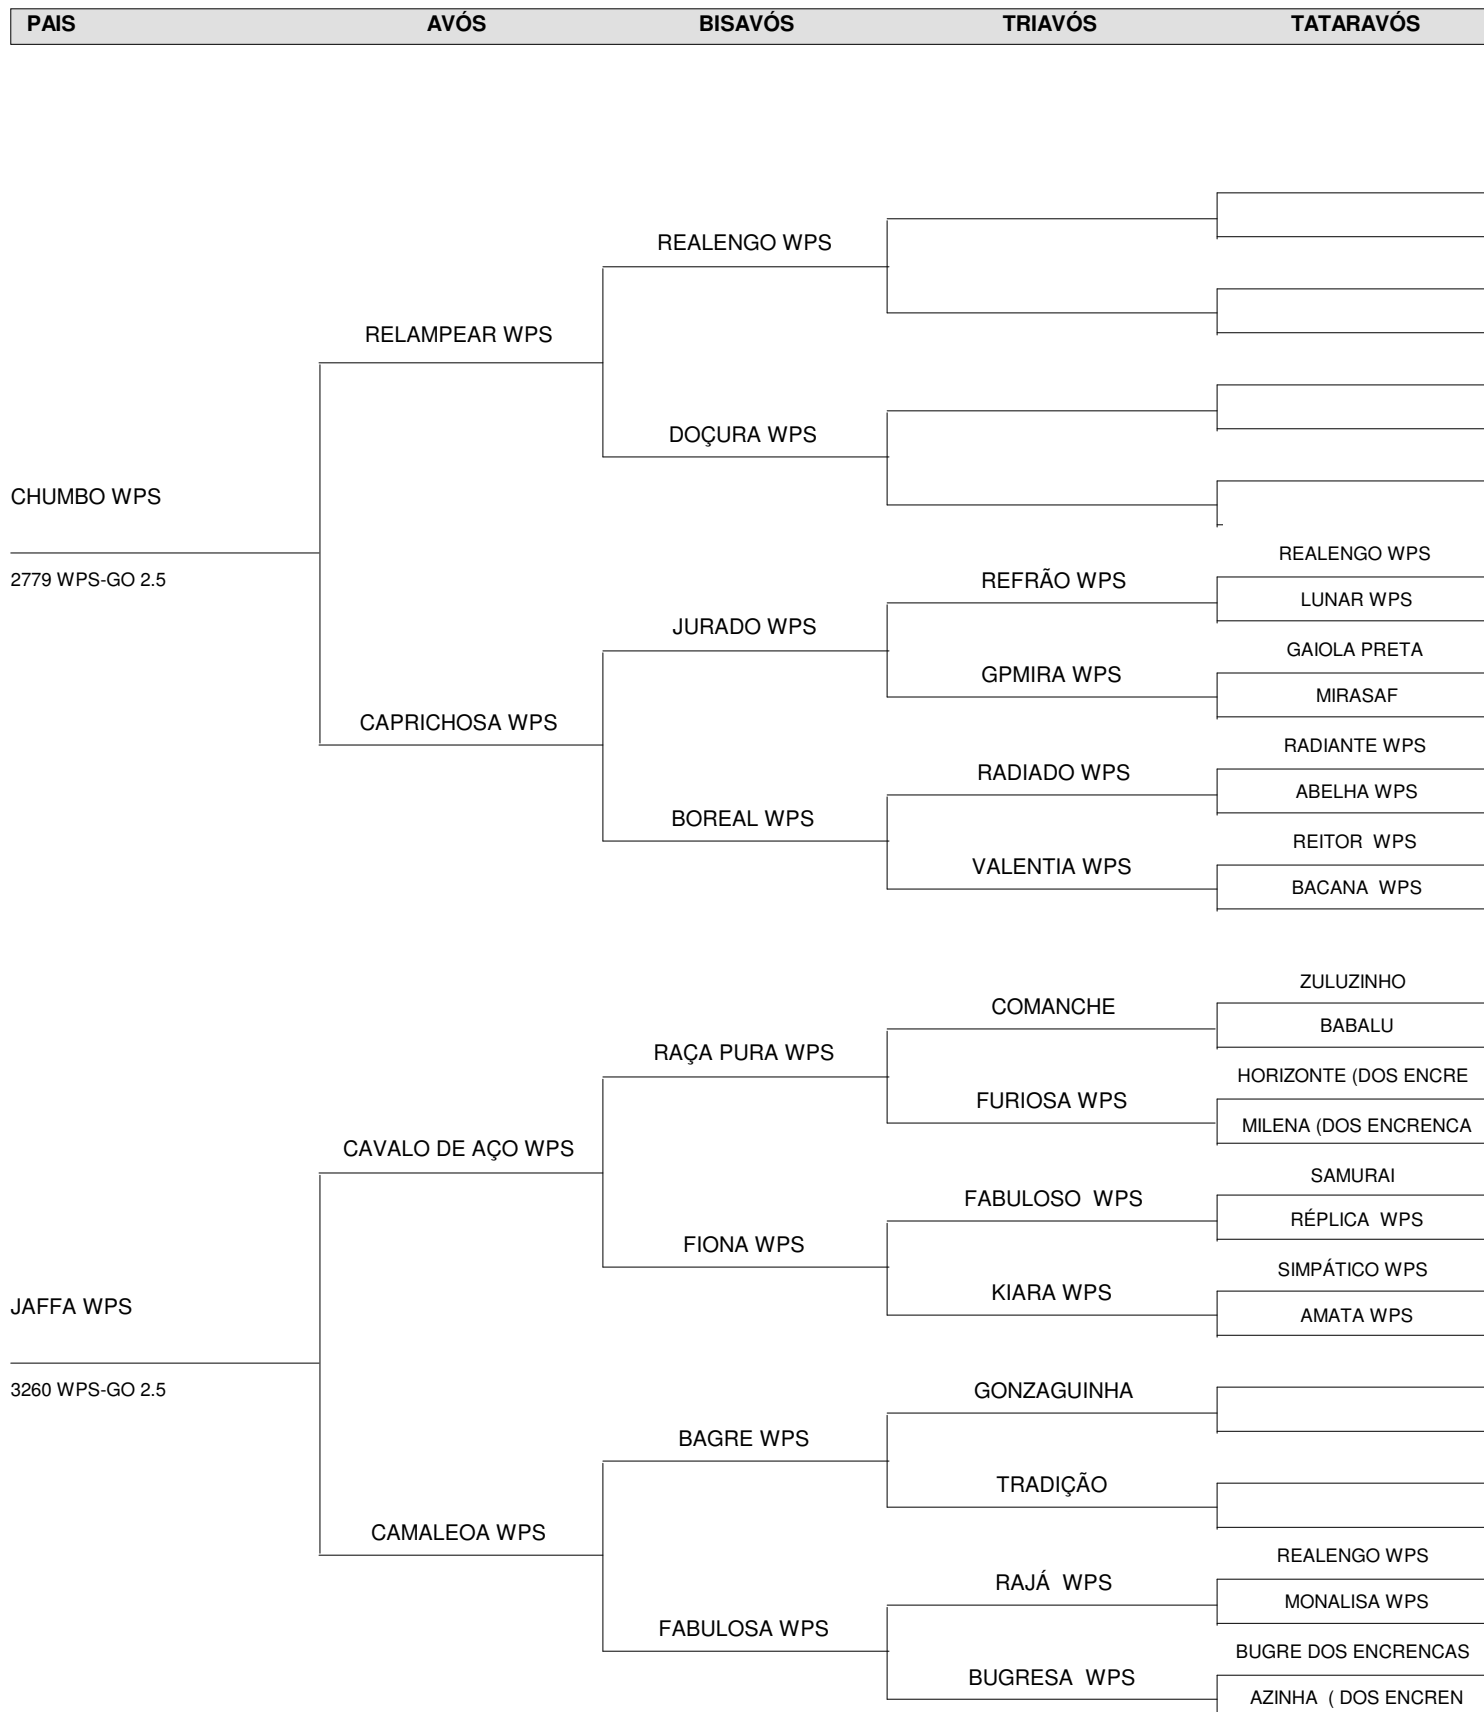 PAIS AVÓS BISAVÓS TRIAVÓS TATARAVÓS
REALENGO WPS
RELAMPEAR WPS
DOÇURA WPS
CHUMBO WPS
REALENGO WPS
2779 WPS-GO 2.5
REFRÃO WPS
LUNAR WPS
JURADO WPS
GAIOLA PRETA
GPMIRA WPS
MIRASAF
CAPRICHOSA WPS
RADIANTE WPS
RADIADO WPS
ABELHA WPS
BOREAL WPS
REITOR  WPS
VALENTIA WPS
BACANA  WPS
ZULUZINHO
COMANCHE
BABALU
RAÇA PURA WPS
HORIZONTE (DOS ENCRE
FURIOSA WPS
MILENA (DOS ENCRENCA
CAVALO DE AÇO WPS
SAMURAI
FABULOSO  WPS
RÉPLICA  WPS
FIONA WPS
SIMPÁTICO WPS
KIARA WPS
JAFFA WPS
AMATA WPS
3260 WPS-GO 2.5
GONZAGUINHA
BAGRE WPS
TRADIÇÃO
CAMALEOA WPS
REALENGO WPS
RAJÁ  WPS
MONALISA WPS
FABULOSA WPS
BUGRE DOS ENCRENCAS
BUGRESA  WPS
AZINHA  ( DOS ENCREN